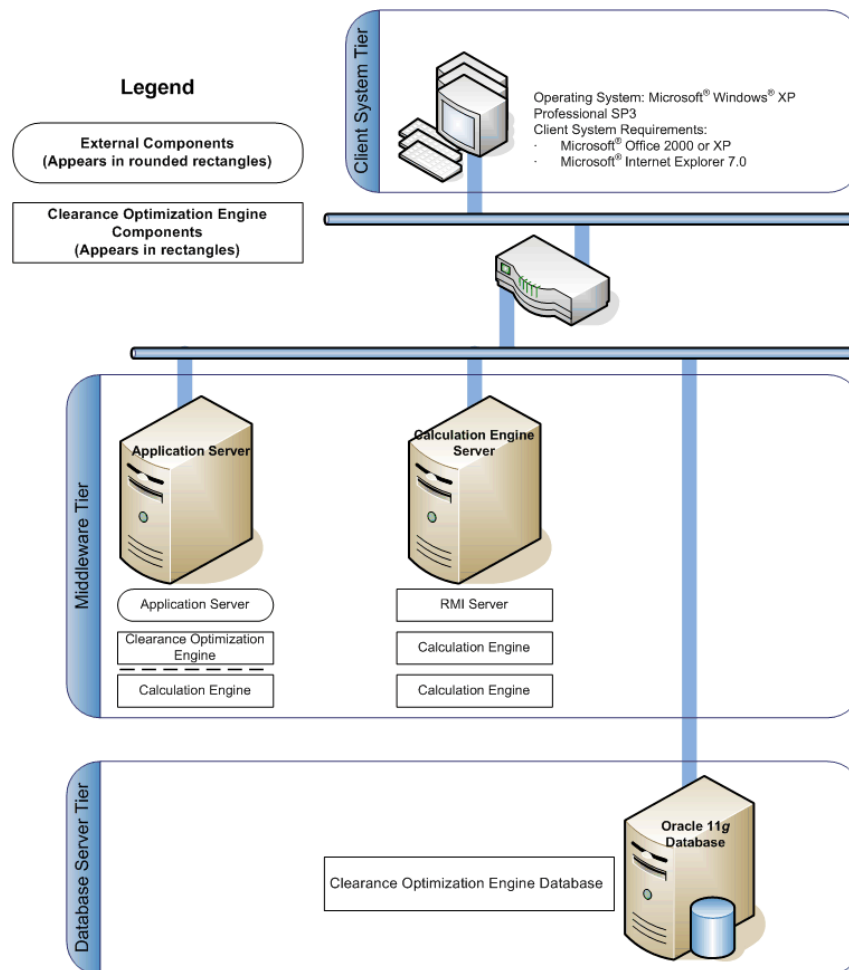 Legend
External Components
(Appears in rounded rectangles)
Clearance Optimization Engine
Components
(Appears in rectangles)
Client System Tier
Operating System: Microsoft® Windows® XP
Professional SP3
Client System Requirements:
· Microsoft® Office 2000 or XP
· Microsoft® Internet Explorer 7.0
Middleware Tier
Application Server
Calculation Engine
Server
Application Server
Clearance Optimization
Engine
Calculation Engine
RMI Server
Calculation Engine
Calculation Engine
Database Server Tier
Oracle 11g
Database
Clearance Optimization Engine Database